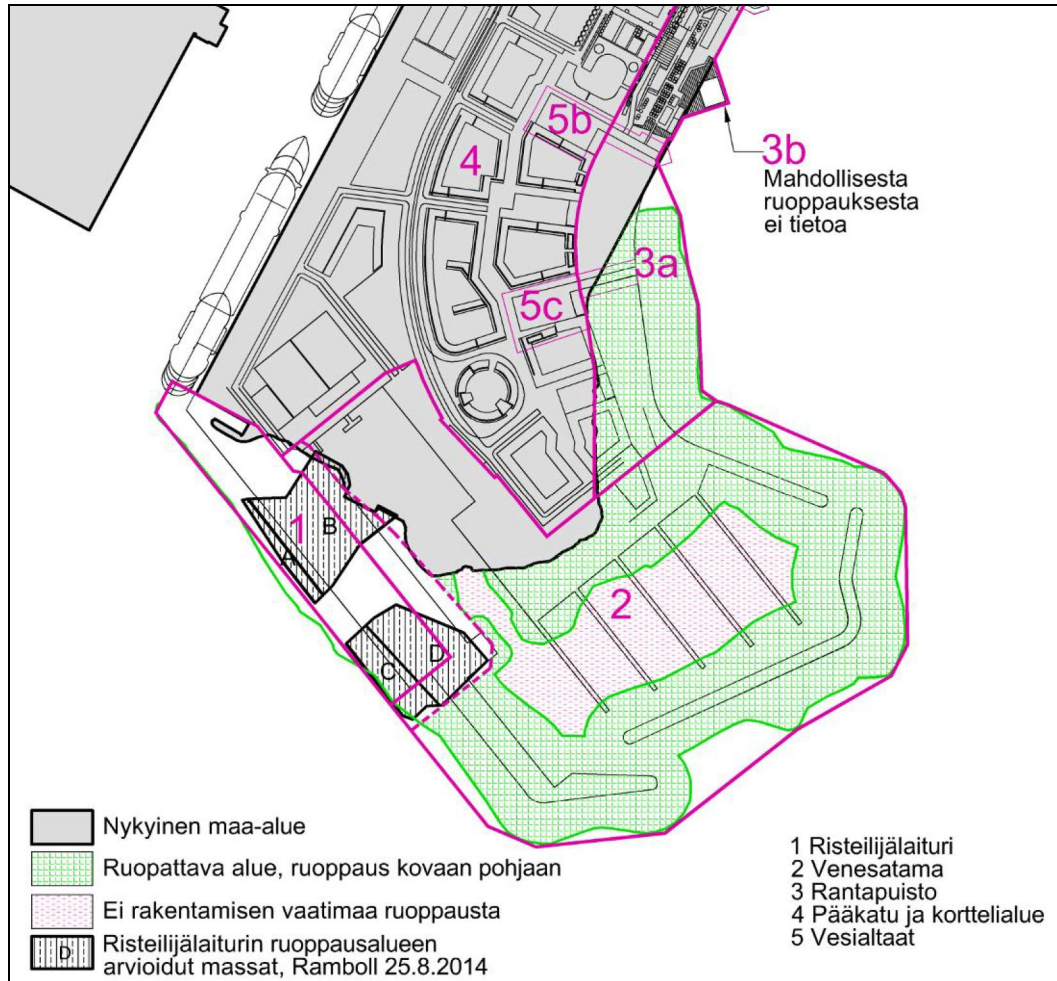 5b
4
3b
Mahdollisesta
ruoppauksesta
ei tietoa
3a
5c
1
B
A
2
D
C
Nykyinen maa-alue
Ruopattava alue, ruoppaus kovaan pohjaan
Ei rakentamisen vaatimaa ruoppausta
D
Risteilijälaiturin ruoppausalueen
arvioidut massat, Ramboll 25.8.2014
1 Risteilijälaituri
2 Venesatama
3 Rantapuisto
4 Pääkatu ja korttelialue
5 Vesialtaat